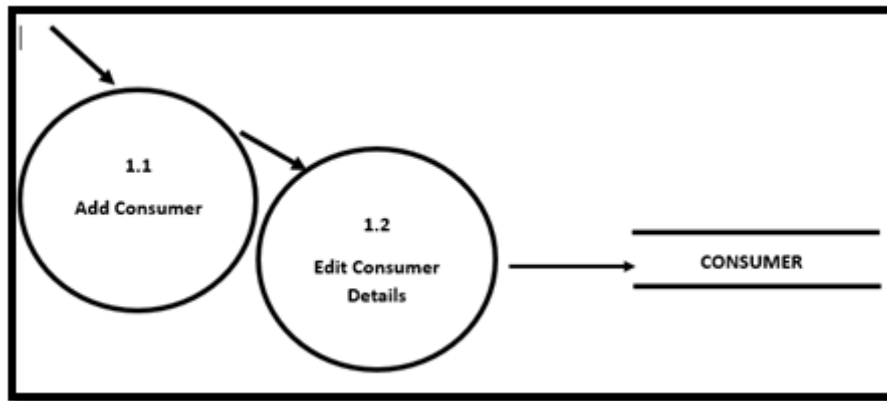 1.1
Add Consumer
1.2
Edit Consumer
Details
CONSUMER